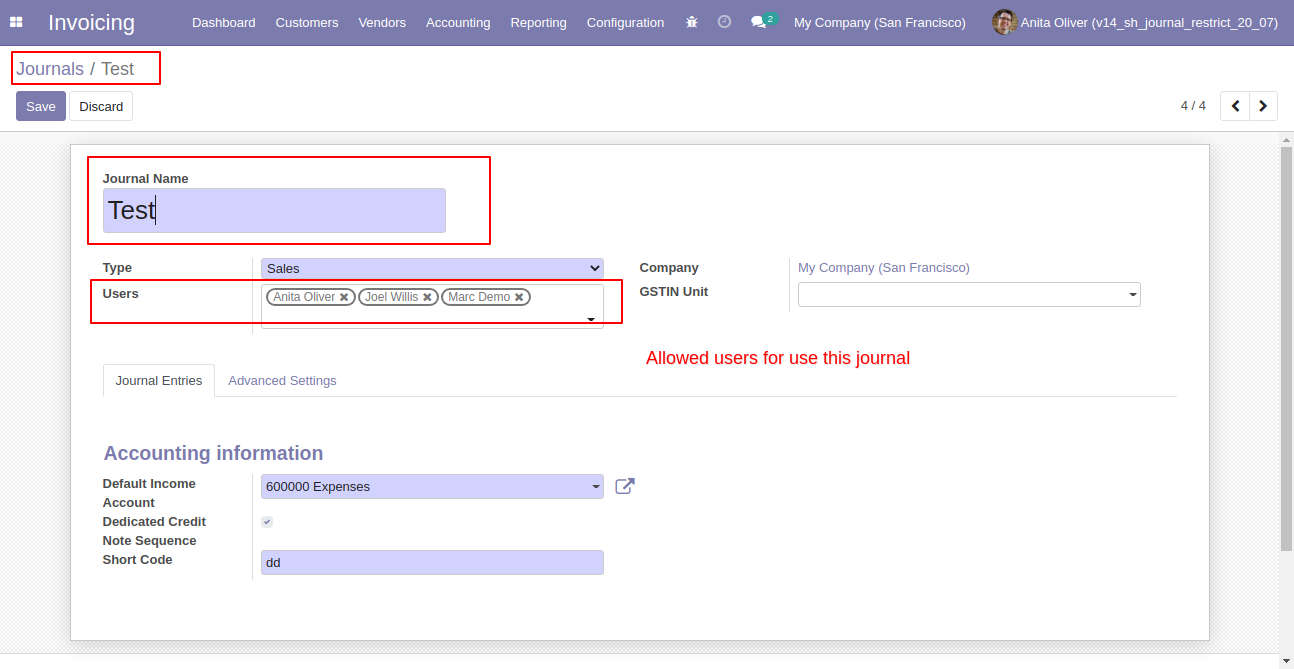 Invoicing Dashboard Customers Vendors Accounting Reporting Configuration 2 My Company (San Francisco) Anita Oliver (v14_sh_journal_restrict_20_07)
Journals / Test
Save Discard 4 / 4
Journal Name
Test
Type Sales Company My Company (San Francisco)
Users Anita Oliver Joel Willis Marc Demo GSTIN Unit
Allowed users for use this journal
Journal Entries Advanced Settings
Accounting information
Default Income 600000 Expenses
Account
Dedicated Credit
Note Sequence
Short Code dd